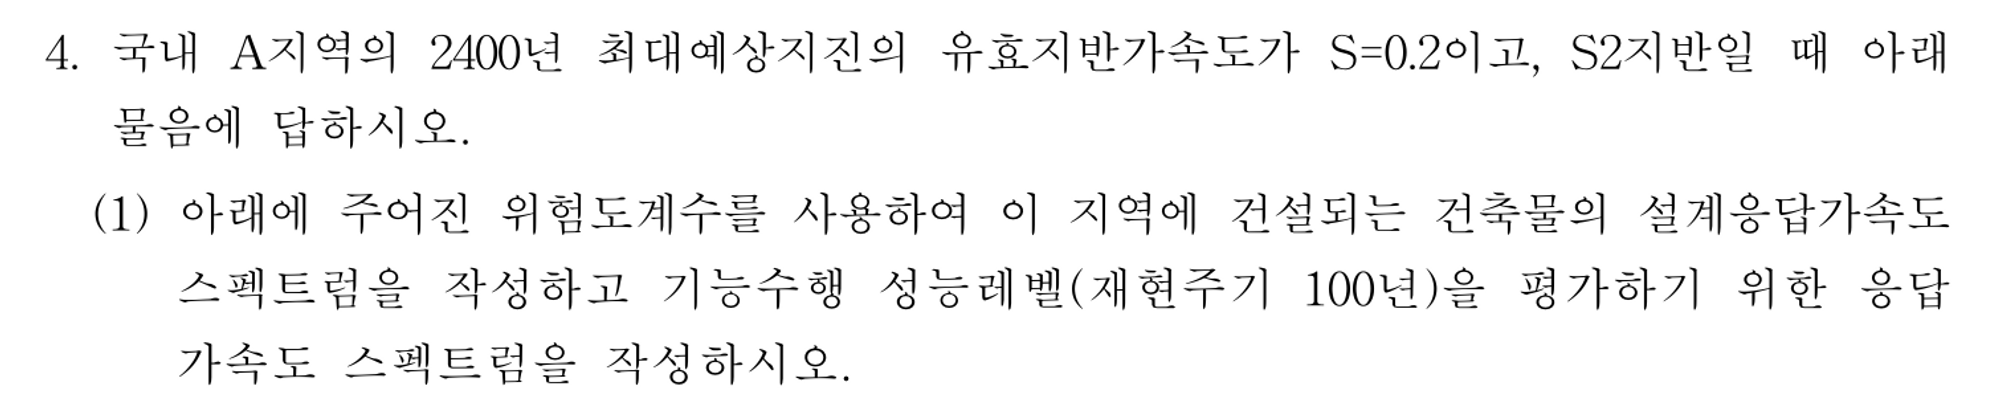 4. 국내 A지역의 2400년 최대예상지진의 유효지반가속도가 S=0.2이고, S2지반일 때 아래
물음에 답하시오.
(1) 아래에 주어진 위험도계수를 사용하여 이 지역에 건설되는 건축물의 설계응답가속도
스펙트럼을 작성하고 기능수행 성능레벨(재현주기 100년)을 평가하기 위한 응답
가속도 스펙트럼을 작성하시오.